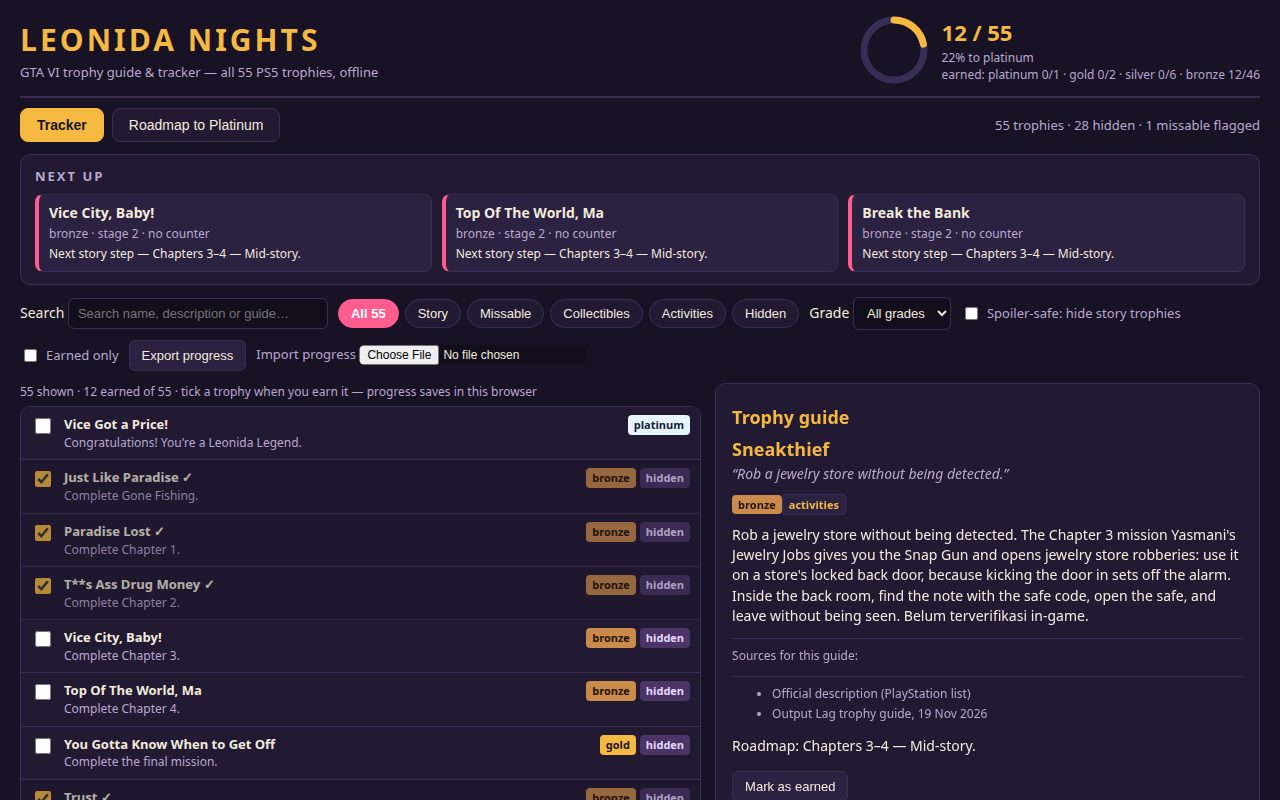 LEONIDA NIGHTS
GTA VI trophy guide & tracker — all 55 PS5 trophies, offline
12 / 55
22% to platinum
earned: platinum 0/1 · gold 0/2 · silver 0/6 · bronze 12/46
Tracker
Roadmap to Platinum
55 trophies · 28 hidden · 1 missable flagged
NEXT UP
Vice City, Baby!
bronze · stage 2 · no counter
Next story step — Chapters 3–4 — Mid-story.
Top Of The World, Ma
bronze · stage 2 · no counter
Next story step — Chapters 3–4 — Mid-story.
Break the Bank
bronze · stage 2 · no counter
Next story step — Chapters 3–4 — Mid-story.
Search Search name, description or guide… All 55 Story Missable Collectibles Activities Hidden Grade All grades Spoiler-safe: hide story trophies
Earned only Export progress Import progress Choose File No file chosen
55 shown · 12 earned of 55 · tick a trophy when you earn it — progress saves in this browser
Vice Got a Price! platinum
Congratulations! You're a Leonida Legend.
Just Like Paradise ✓ bronze hidden
Complete Gone Fishing.
Paradise Lost ✓ bronze hidden
Complete Chapter 1.
T**s Ass Drug Money ✓ bronze hidden
Complete Chapter 2.
Vice City, Baby! bronze hidden
Complete Chapter 3.
Top Of The World, Ma bronze hidden
Complete Chapter 4.
You Gotta Know When to Get Off gold hidden
Complete the final mission.
Trust ✓ bronze hidden
Trophy guide
Sneakthief
“Rob a jewelry store without being detected.”
bronze activities
Rob a jewelry store without being detected. The Chapter 3 mission Yasmani's
Jewelry Jobs gives you the Snap Gun and opens jewelry store robberies: use it
on a store's locked back door, because kicking the door in sets off the alarm.
Inside the back room, find the note with the safe code, open the safe, and
leave without being seen. Belum terverifikasi in-game.
Sources for this guide:
• Official description (PlayStation list)
• Output Lag trophy guide, 19 Nov 2026
Roadmap: Chapters 3–4 — Mid-story.
Mark as earned